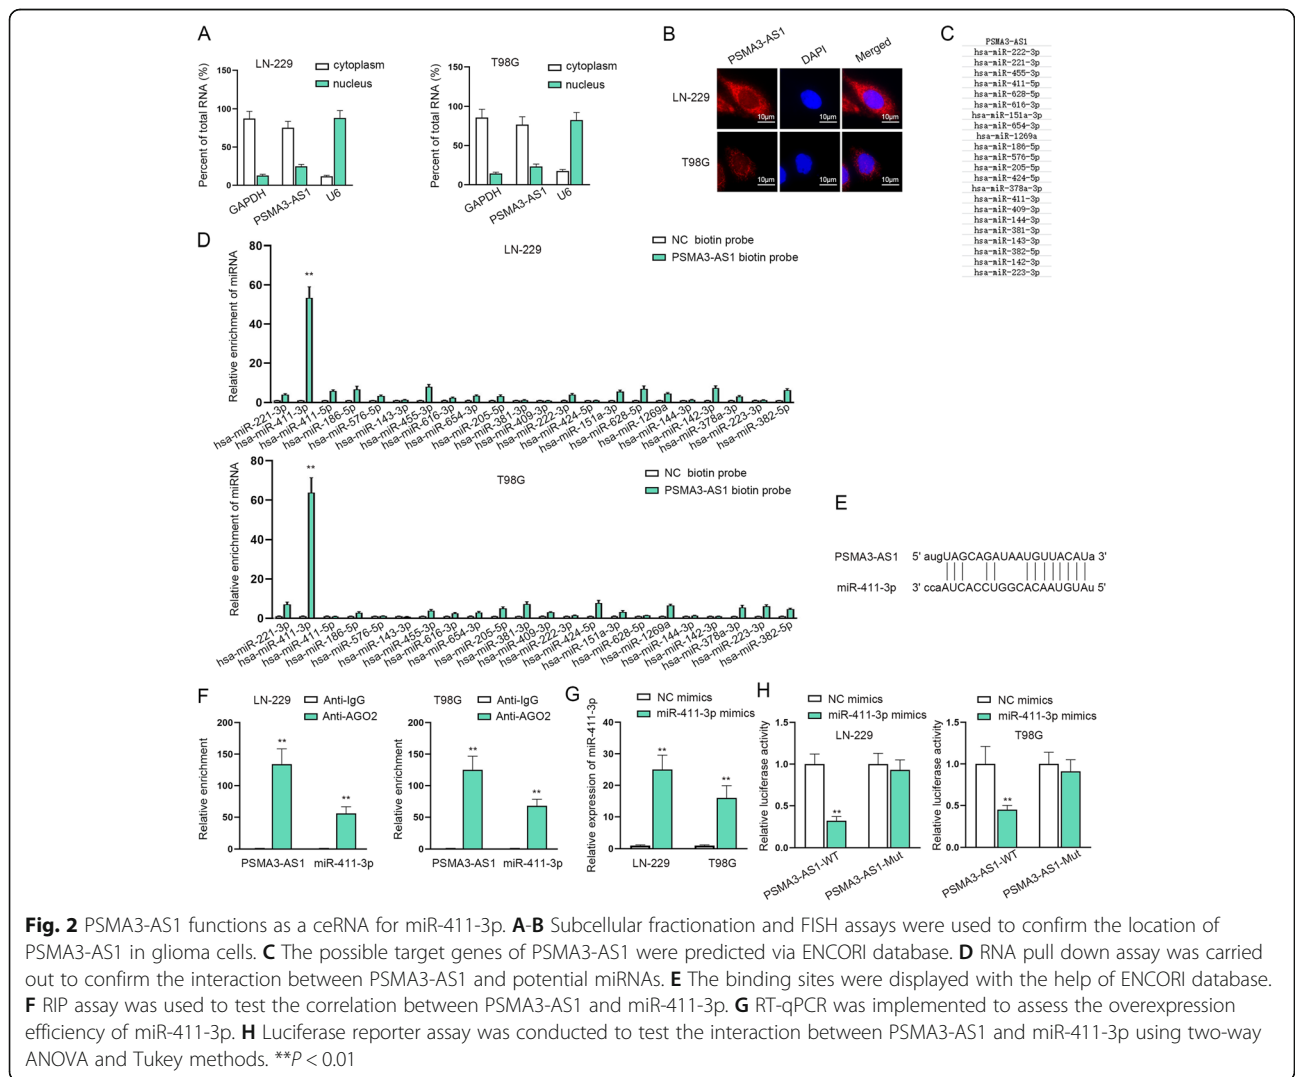 A
LN-229
cytoplasm
nucleus
Percent of total RNA (%)
150
100
50
0
GAPDH
PSMA3-AS1
U6
T98G
cytoplasm
nucleus
Percent of total RNA (%)
150
100
50
0
GAPDH
PSMA3-AS1
U6
B
PSMA3-AS1
DAPI
Merged
LN-229
10μm
10μm
10μm
T98G
10μm
10μm
10μm
C
PSMA3-AS1
hsa-miR-222-3p
hsa-miR-221-3p
hsa-miR-455-3p
hsa-miR-411-5p
hsa-miR-628-5p
hsa-miR-616-3p
hsa-miR-151a-3p
hsa-miR-654-3p
hsa-miR-1269a
hsa-miR-186-5p
hsa-miR-576-5p
hsa-miR-205-5p
hsa-miR-424-5p
hsa-miR-378a-3p
hsa-miR-411-3p
hsa-miR-409-3p
hsa-miR-144-3p
hsa-miR-381-3p
hsa-miR-143-3p
hsa-miR-382-5p
hsa-miR-142-3p
hsa-miR-223-3p
D
LN-229
NC biotin probe
PSMA3-AS1 biotin probe
Relative enrichment of miRNA
80
60
40
20
0
**
hsa-miR-221-3p
hsa-miR-411-3p
hsa-miR-411-5p
hsa-miR-186-5p
hsa-miR-576-5p
hsa-miR-143-3p
hsa-miR-455-3p
hsa-miR-616-3p
hsa-miR-654-3p
hsa-miR-205-5p
hsa-miR-381-3p
hsa-miR-409-3p
hsa-miR-222-3p
hsa-miR-424-5p
hsa-miR-151a-3p
hsa-miR-628-5p
hsa-miR-1269a
hsa-miR-144-3p
hsa-miR-142-3p
hsa-miR-378a-3p
hsa-miR-223-3p
hsa-miR-382-5p
T98G
NC biotin probe
PSMA3-AS1 biotin probe
Relative enrichment of miRNA
80
60
40
20
0
**
hsa-miR-221-3p
hsa-miR-411-3p
hsa-miR-411-5p
hsa-miR-186-5p
hsa-miR-576-5p
hsa-miR-143-3p
hsa-miR-455-3p
hsa-miR-616-3p
hsa-miR-654-3p
hsa-miR-205-5p
hsa-miR-381-3p
hsa-miR-409-3p
hsa-miR-222-3p
hsa-miR-424-5p
hsa-miR-151a-3p
hsa-miR-628-5p
hsa-miR-1269a
hsa-miR-144-3p
hsa-miR-142-3p
hsa-miR-378a-3p
hsa-miR-223-3p
hsa-miR-382-5p
E
PSMA3-AS1 5' augUAGCAGAUAAUGUUACAUa 3'
miR-411-3p 3' ccaAUCACCUGGCACAAUGUAu 5'
F
LN-229
Anti-IgG
Anti-AGO2
Relative enrichment
200
150
100
50
0
**
**
PSMA3-AS1
miR-411-3p
T98G
Anti-IgG
Anti-AGO2
Relative enrichment
200
150
100
50
0
**
**
PSMA3-AS1
miR-411-3p
G
NC mimics
miR-411-3p mimics
Relative expression of miR-411-3p
40
30
20
10
0
**
**
LN-229
T98G
H
NC mimics
miR-411-3p mimics
LN-229
Relative luciferase activity
1.5
1.0
0.5
0.0
**
PSMA3-AS1-WT
PSMA3-AS1-Mut
NC mimics
miR-411-3p mimics
T98G
Relative luciferase activity
1.5
1.0
0.5
0.0
**
PSMA3-AS1-WT
PSMA3-AS1-Mut
Fig. 2 PSMA3-AS1 functions as a ceRNA for miR-411-3p. A-B Subcellular fractionation and FISH assays were used to confirm the location of
PSMA3-AS1 in glioma cells. C The possible target genes of PSMA3-AS1 were predicted via ENCORI database. D RNA pull down assay was carried
out to confirm the interaction between PSMA3-AS1 and potential miRNAs. E The binding sites were displayed with the help of ENCORI database.
F RIP assay was used to test the correlation between PSMA3-AS1 and miR-411-3p. G RT-qPCR was implemented to assess the overexpression
efficiency of miR-411-3p. H Luciferase reporter assay was conducted to test the interaction between PSMA3-AS1 and miR-411-3p using two-way
ANOVA and Tukey methods. **P < 0.01